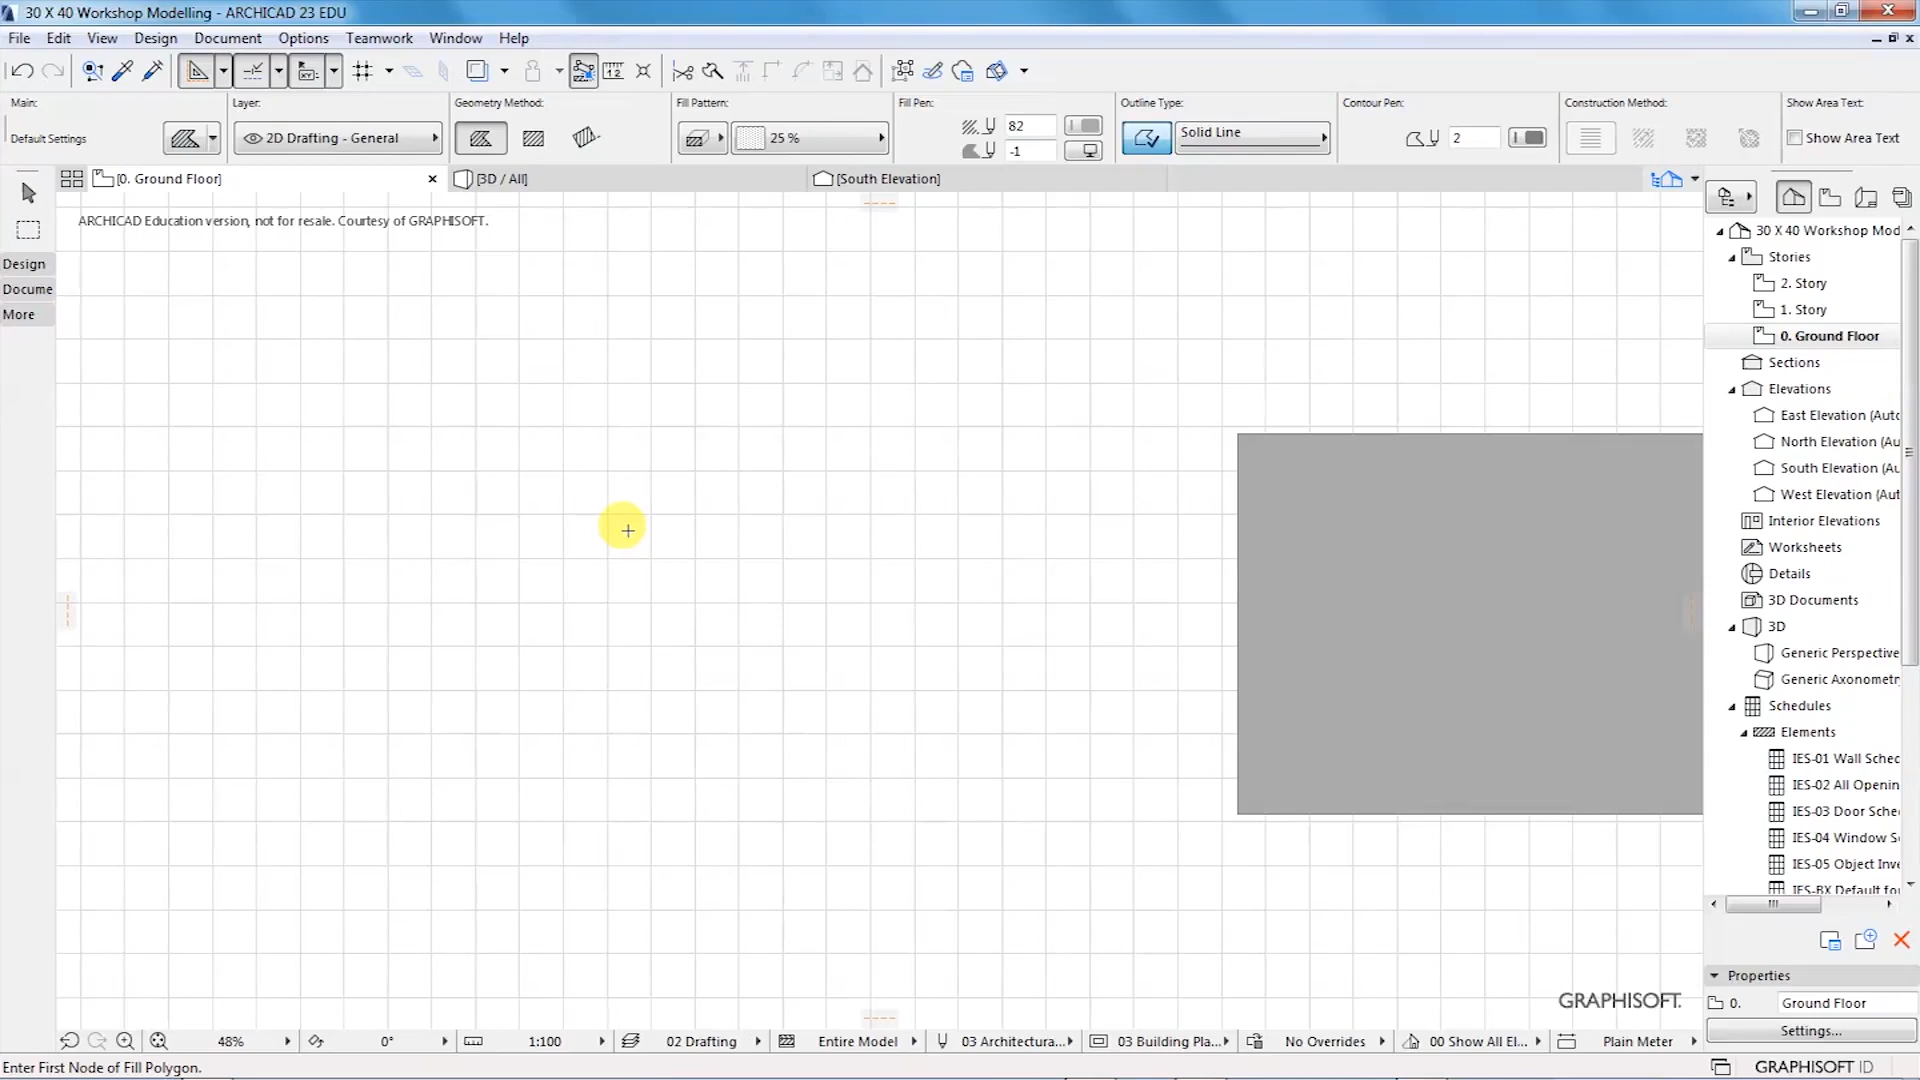 30 X 40 Workshop Modelling - ARCHICAD 23 EDU
File Edit View Design Document Options Teamwork Window Help
Main: Layer: Geometry Method: Fill Pattern: Fill Pen: Outline Type: Contour Pen: Construction Method: Show Area Text:
Default Settings 2D Drafting - General 25 % 82 -1 Solid Line 2 Show Area Text
[0. Ground Floor] [3D / All] [South Elevation]
ARCHICAD Education version, not for resale. Courtesy of GRAPHISOFT.
Design
Docume
More
30 X 40 Workshop Mod
Stories
2. Story
1. Story
0. Ground Floor
Sections
Elevations
East Elevation (Auto
North Elevation (Au
South Elevation (Au
West Elevation (Aut
Interior Elevations
Worksheets
Details
3D Documents
3D
Generic Perspective
Generic Axonometr
Schedules
Elements
IES-01 Wall Sched
IES-02 All Openin
IES-03 Door Sche
IES-04 Window S
IES-05 Object Inve
IES-BX Default fo
GRAPHISOFT.
Properties
0. Ground Floor
Settings...
48% 0° 1:100 02 Drafting Entire Model 03 Architectura... 03 Building Pla... No Overrides 00 Show All El... Plain Meter
Enter First Node of Fill Polygon.
GRAPHISOFT ID